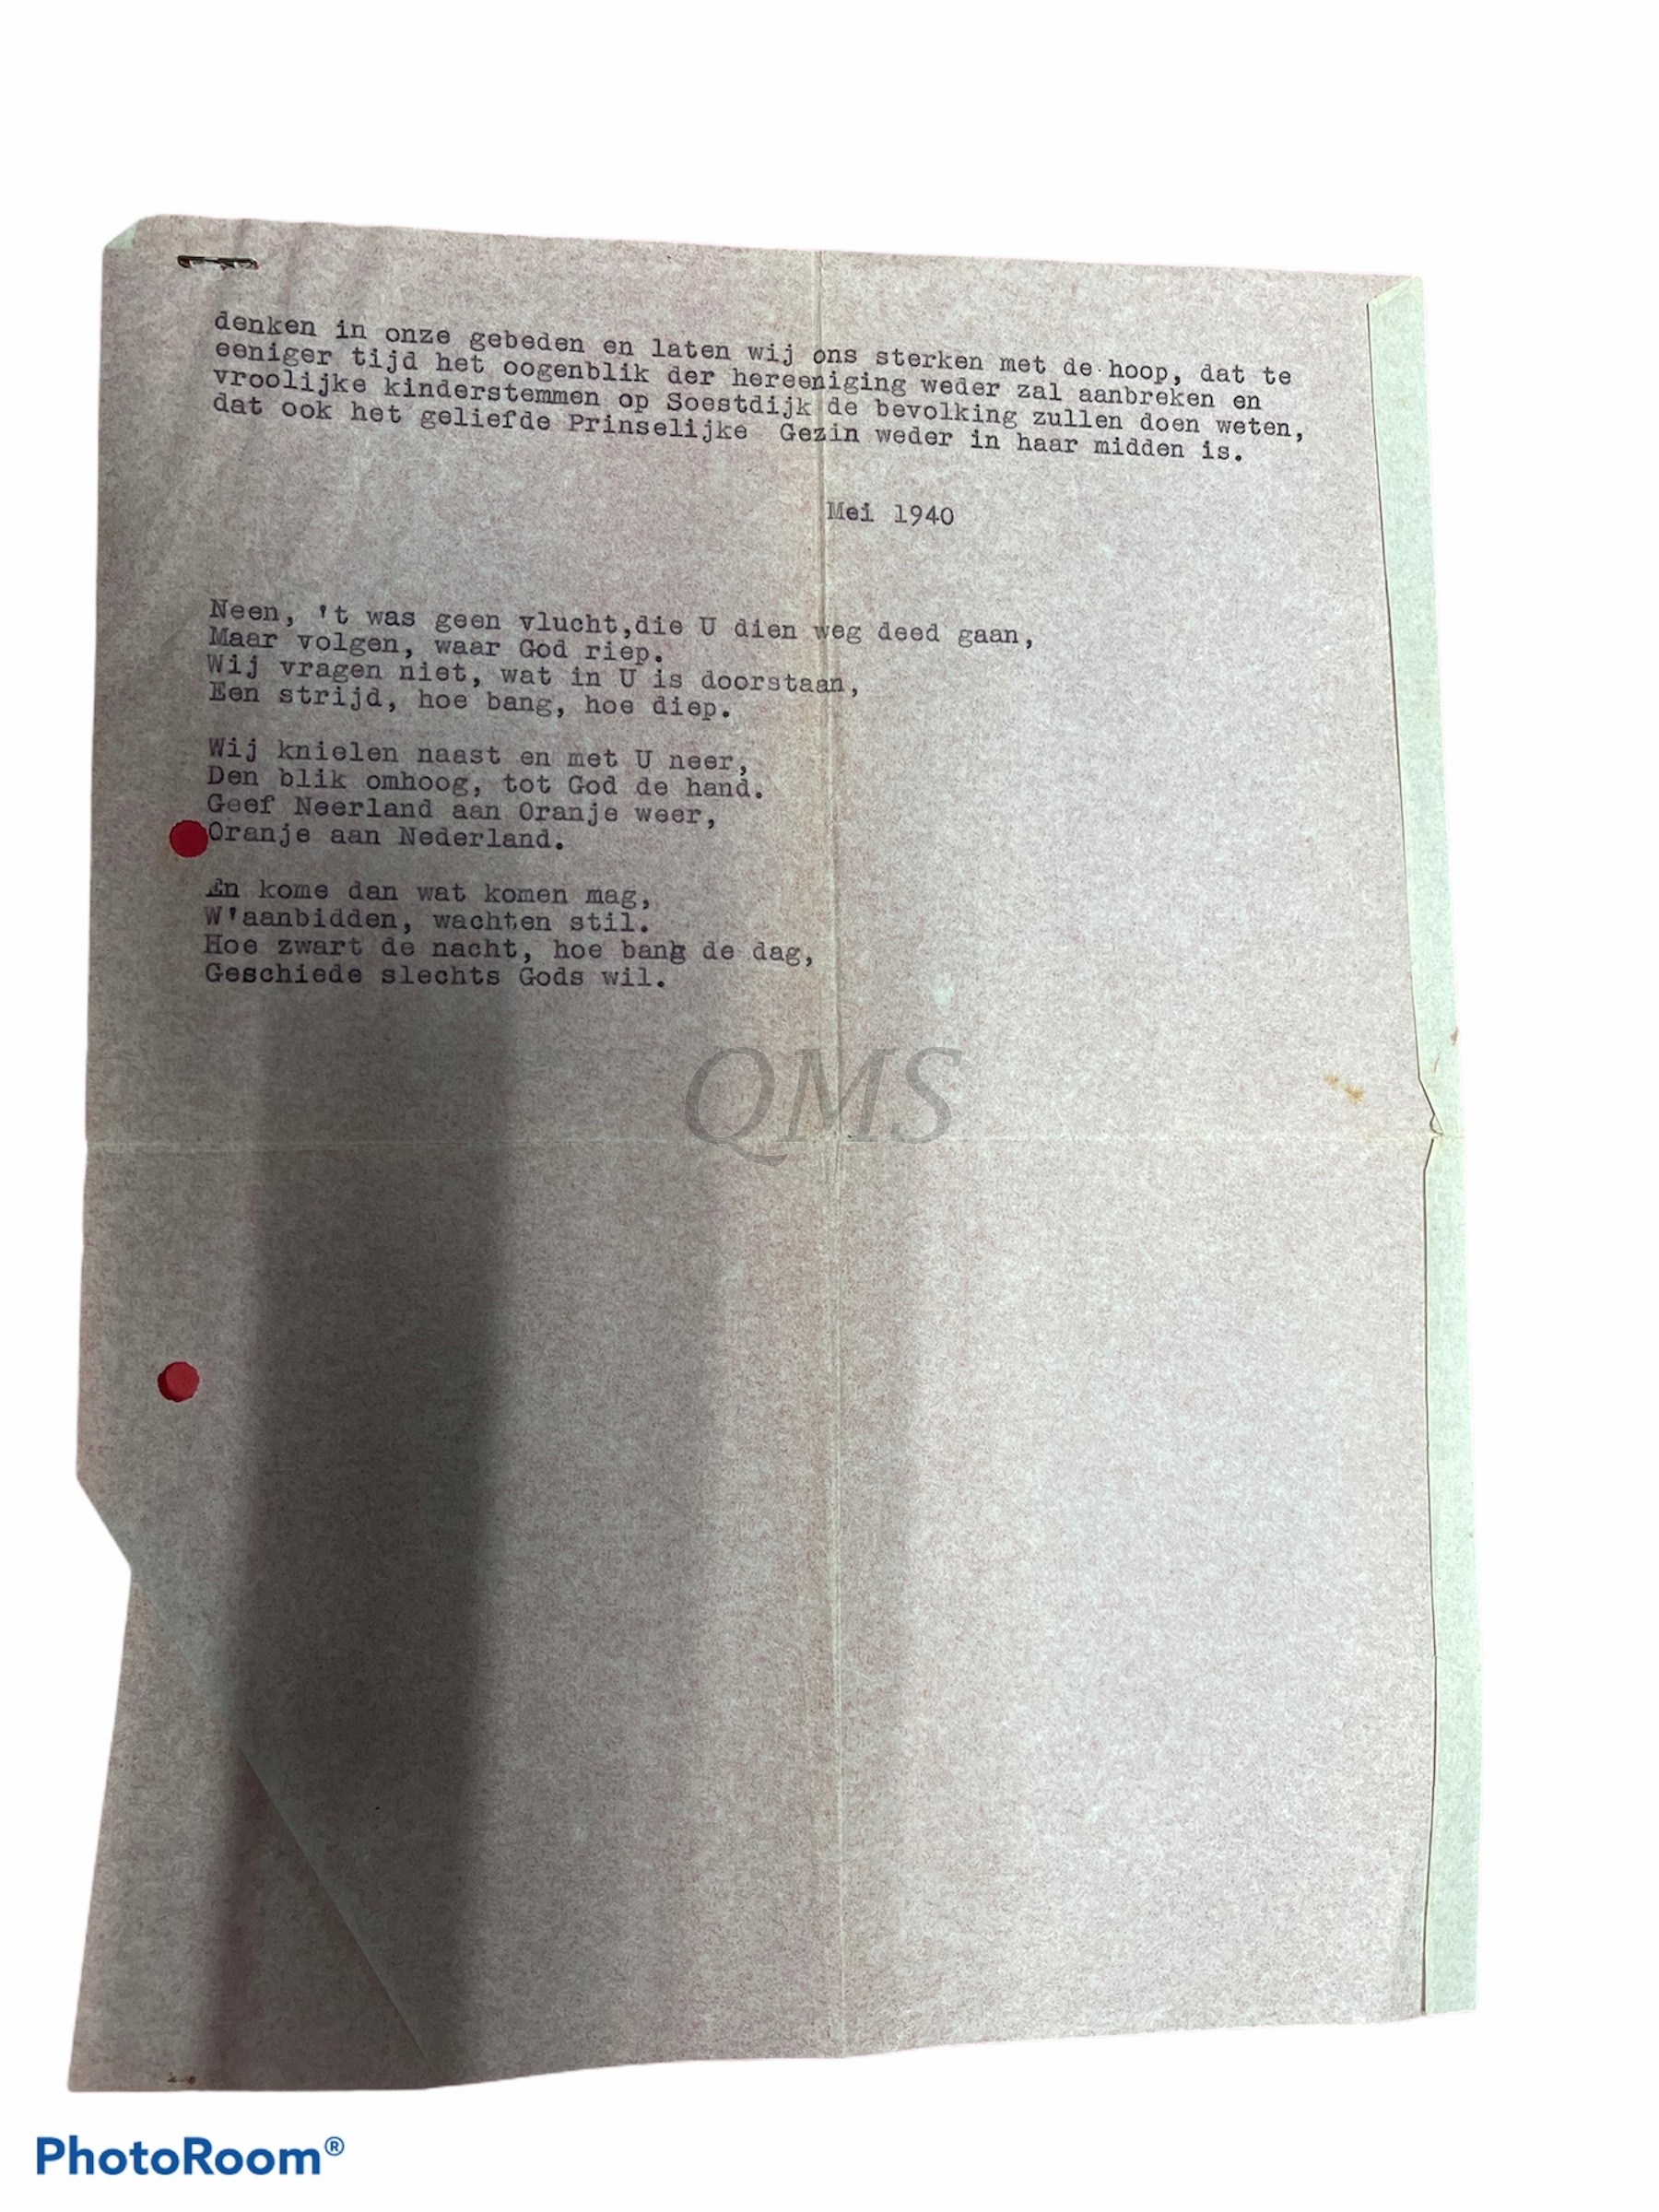 denken in onze gebeden en laten wij ons sterken met de hoop, dat te
eeniger tijd het oogenblik der hereeniging weder zal aanbreken en
vroolijke kinderstemmen op Soestdijk de bevolking zullen doen weten,
dat ook het geliefde Prinselijke Gezin weder in haar midden is.
Mei 1940
Neen, 't was geen vlucht,die U dien weg deed gaan,
Maar volgen, waar God riep.
Wij vragen niet, wat in U is doorstaan,
Een strijd, hoe bang, hoe diep.
Wij knielen naast en met U neer,
Den blik omhoog, tot God de hand.
Geef Neerland aan Oranje weer,
Oranje aan Nederland.
En kome dan wat komen mag,
W'aanbidden, wachten stil.
Hoe zwart de nacht, hoe bang de dag,
Geschiede slechts Gods wil.
QMS
PhotoRoom®